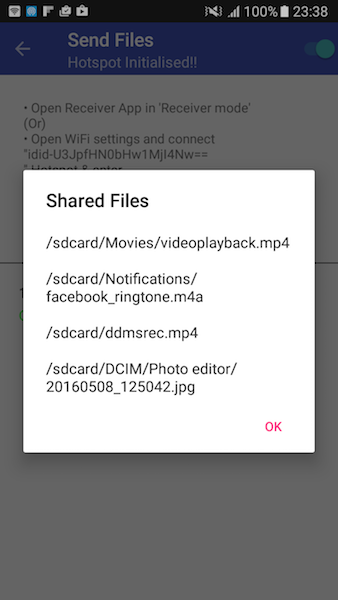 100% 23:38
Send Files
Hotspot Initialised!!
• Open Receiver App in 'Receiver mode'
(Or)
• Open WiFi settings and connect
"idid-U3JpfHN0bHw1MjI4Nw==
" Hotspot & enter
Shared Files
/sdcard/Movies/videoplayback.mp4
/sdcard/Notifications/
facebook_ringtone.m4a
/sdcard/ddmsrec.mp4
/sdcard/DCIM/Photo editor/
20160508_125042.jpg
OK